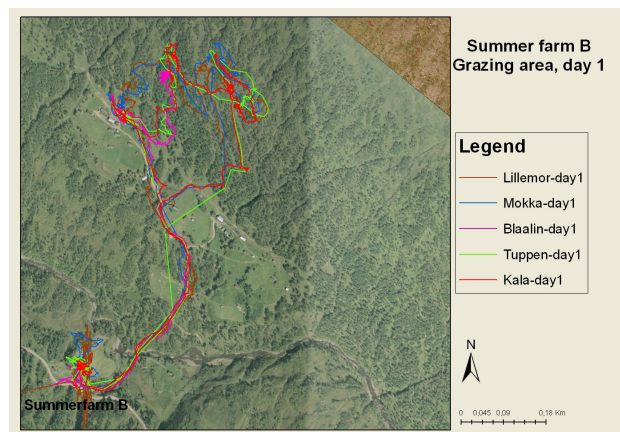 Summer farm B
Grazing area, day 1
Legend
Lillemor-day1
Mokka-day1
Blaalin-day1
Tuppen-day1
Kala-day1
N
Summerfarm B
0 0,045 0,09 0,18 Km